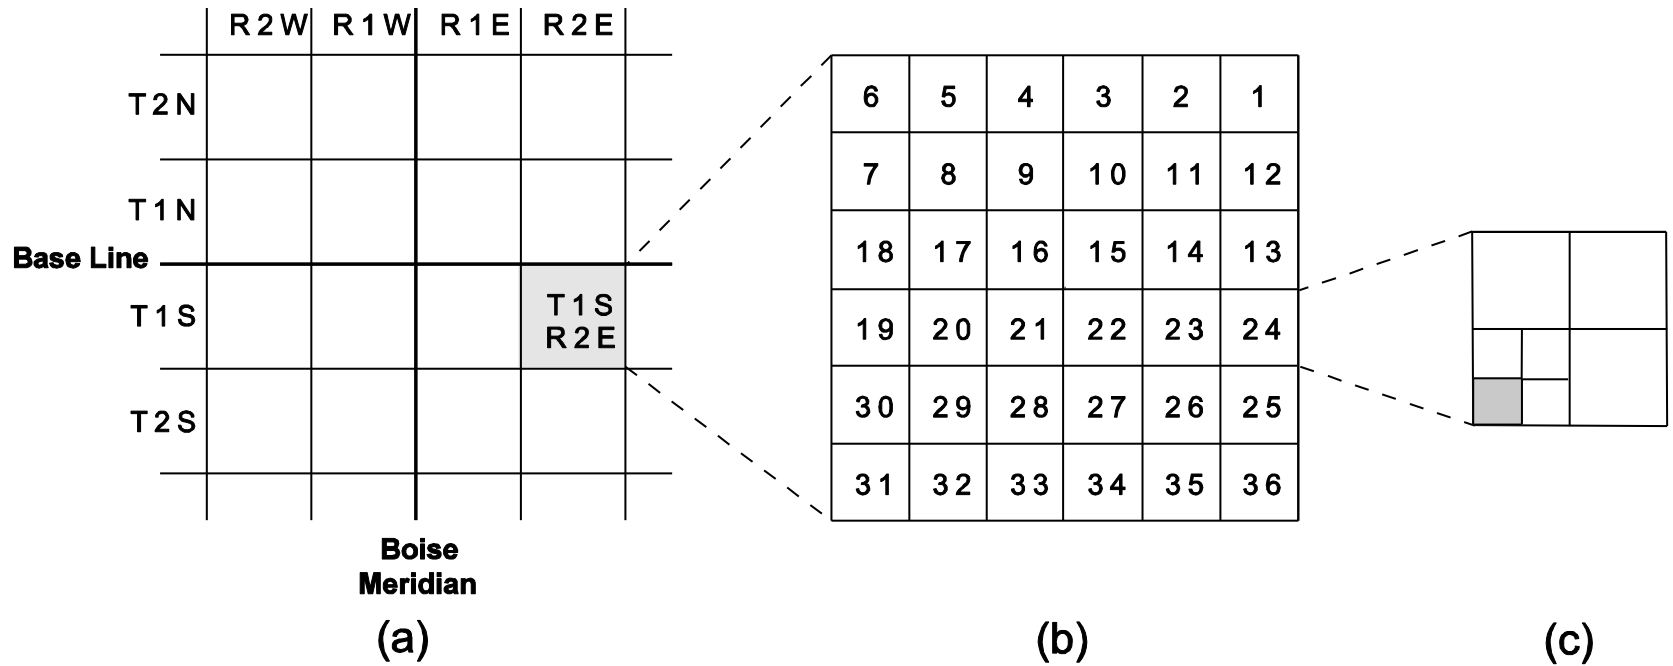 R2W R1W R1E R2E
T2N
T1N
Base Line
T1S
T2S
T1S
R2E
Boise
Meridian
(a)
6 5 4 3 2 1
7 8 9 10 11 12
18 17 16 15 14 13
19 20 21 22 23 24
30 29 28 27 26 25
31 32 33 34 35 36
(b)
(c)